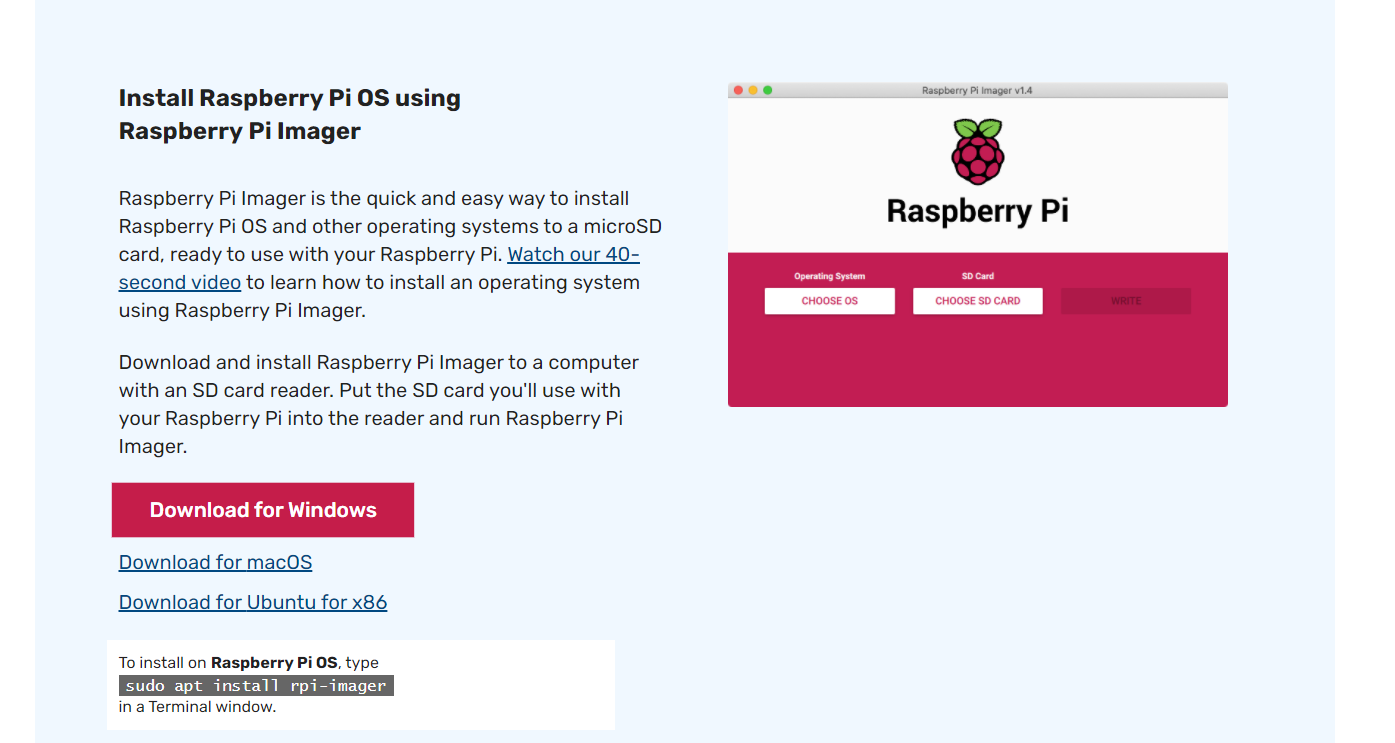 Install Raspberry Pi OS using
Raspberry Pi Imager
Raspberry Pi Imager is the quick and easy way to install
Raspberry Pi OS and other operating systems to a microSD
card, ready to use with your Raspberry Pi. Watch our 40-
second video to learn how to install an operating system
using Raspberry Pi Imager.
Download and install Raspberry Pi Imager to a computer
with an SD card reader. Put the SD card you'll use with
your Raspberry Pi into the reader and run Raspberry Pi
Imager.
Download for Windows
Download for macOS
Download for Ubuntu for x86
To install on Raspberry Pi OS, type
sudo apt install rpi-imager
in a Terminal window.
Raspberry Pi Imager v1.4
Raspberry Pi
Operating System SD Card
CHOOSE OS CHOOSE SD CARD WRITE